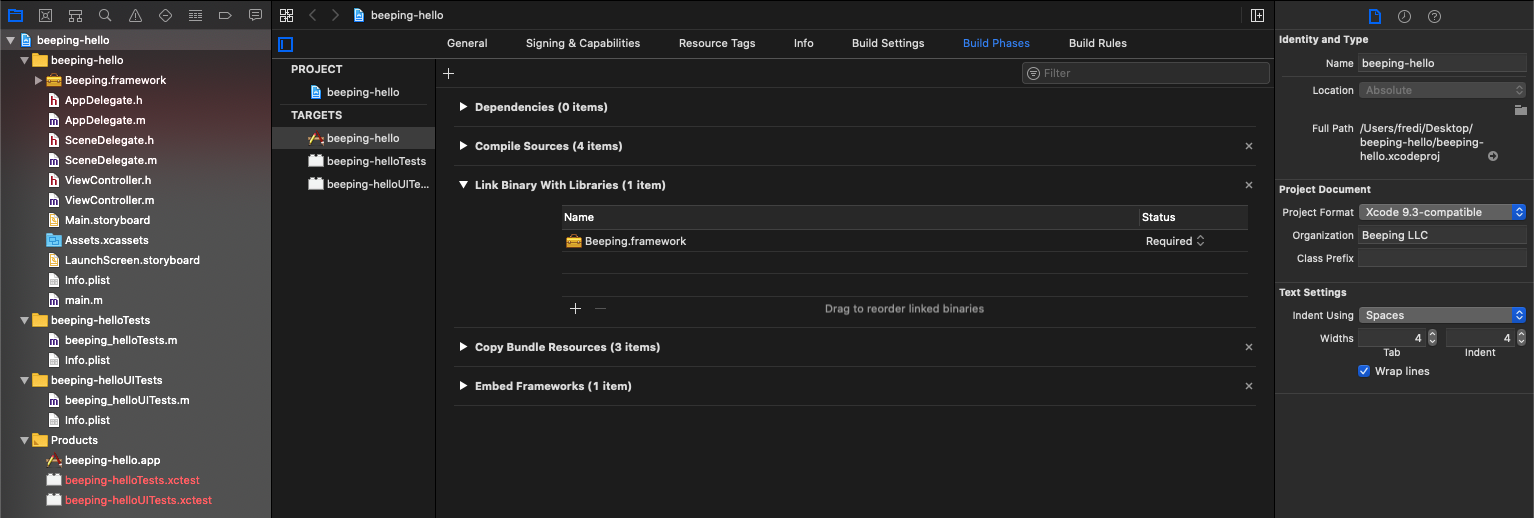 beeping-hello
beeping-hello
beeping-hello
Beeping.framework
AppDelegate.h
AppDelegate.m
SceneDelegate.h
SceneDelegate.m
ViewController.h
ViewController.m
Main.storyboard
Assets.xcassets
LaunchScreen.storyboard
Info.plist
main.m
beeping-helloTests
beeping_helloTests.m
Info.plist
beeping-helloUITests
beeping_helloUITests.m
Info.plist
Products
beeping-hello.app
beeping-helloTests.xctest
beeping-helloUITests.xctest
General Signing & Capabilities Resource Tags Info Build Settings Build Phases Build Rules
PROJECT
beeping-hello
TARGETS
beeping-hello
beeping-helloTests
beeping-helloUITe...
Filter
Dependencies (0 items)
Compile Sources (4 items)
Link Binary With Libraries (1 item)
Name Status
Beeping.framework Required
Drag to reorder linked binaries
Copy Bundle Resources (3 items)
Embed Frameworks (1 item)
Identity and Type
Name beeping-hello
Location Absolute
Full Path /Users/fredi/Desktop/
beeping-hello/beeping-
hello.xcodeproj
Project Document
Project Format Xcode 9.3-compatible
Organization Beeping LLC
Class Prefix
Text Settings
Indent Using Spaces
Widths 4 4
Tab Indent
Wrap lines